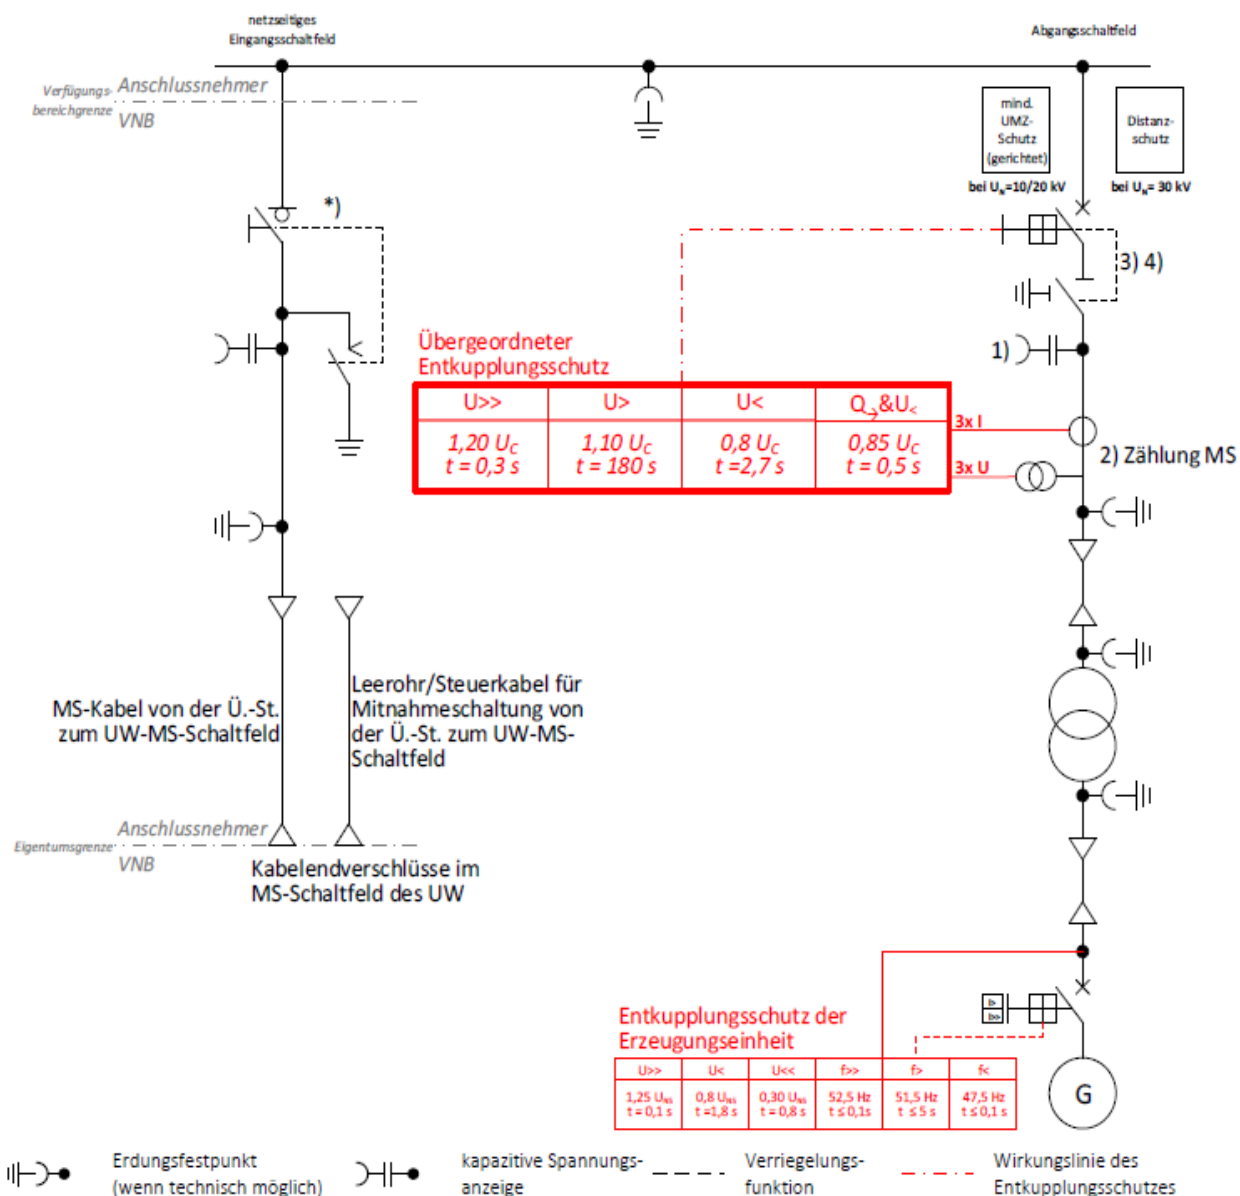 netzseitiges
Eingangsschaltfeld
Abgangsschaltfeld
Verfügungs-
bereichgrenze
Anschlussnehmer
VNB
mind.
UMZ-
Schutz
(gerichtet)
Distanz-
schutz
bei UN=10/20 kV
bei UN= 30 kV
*)
3) 4)
1)
Übergeordneter
Entkupplungsschutz
U>> U> U< Q→&U<
1,20 UC 1,10 UC 0,8 UC 0,85 UC
t = 0,3 s t = 180 s t =2,7 s t = 0,5 s
3x I
3x U
2) Zählung MS
MS-Kabel von der Ü.-St.
zum UW-MS-Schaltfeld
Leerohr/Steuerkabel für
Mitnahmeschaltung von
der Ü.-St. zum UW-MS-
Schaltfeld
Eigentumsgrenze
Anschlussnehmer
VNB
Kabelendverschlüsse im
MS-Schaltfeld des UW
Entkupplungsschutz der
Erzeugungseinheit
U>> U< U<< f>> f> f<
1,25 UNS 0,8 UNS 0,30 UNS 52,5 Hz 51,5 Hz 47,5 Hz
t = 0,1 s t =1,8 s t = 0,8 s t ≤ 0,1s t ≤ 5 s t ≤ 0,1 s
I>
I>>
G
Erdungsfestpunkt
(wenn technisch möglich)
kapazitive Spannungs-
anzeige
Verriegelungs-
funktion
Wirkungslinie des
Entkupplungsschutzes